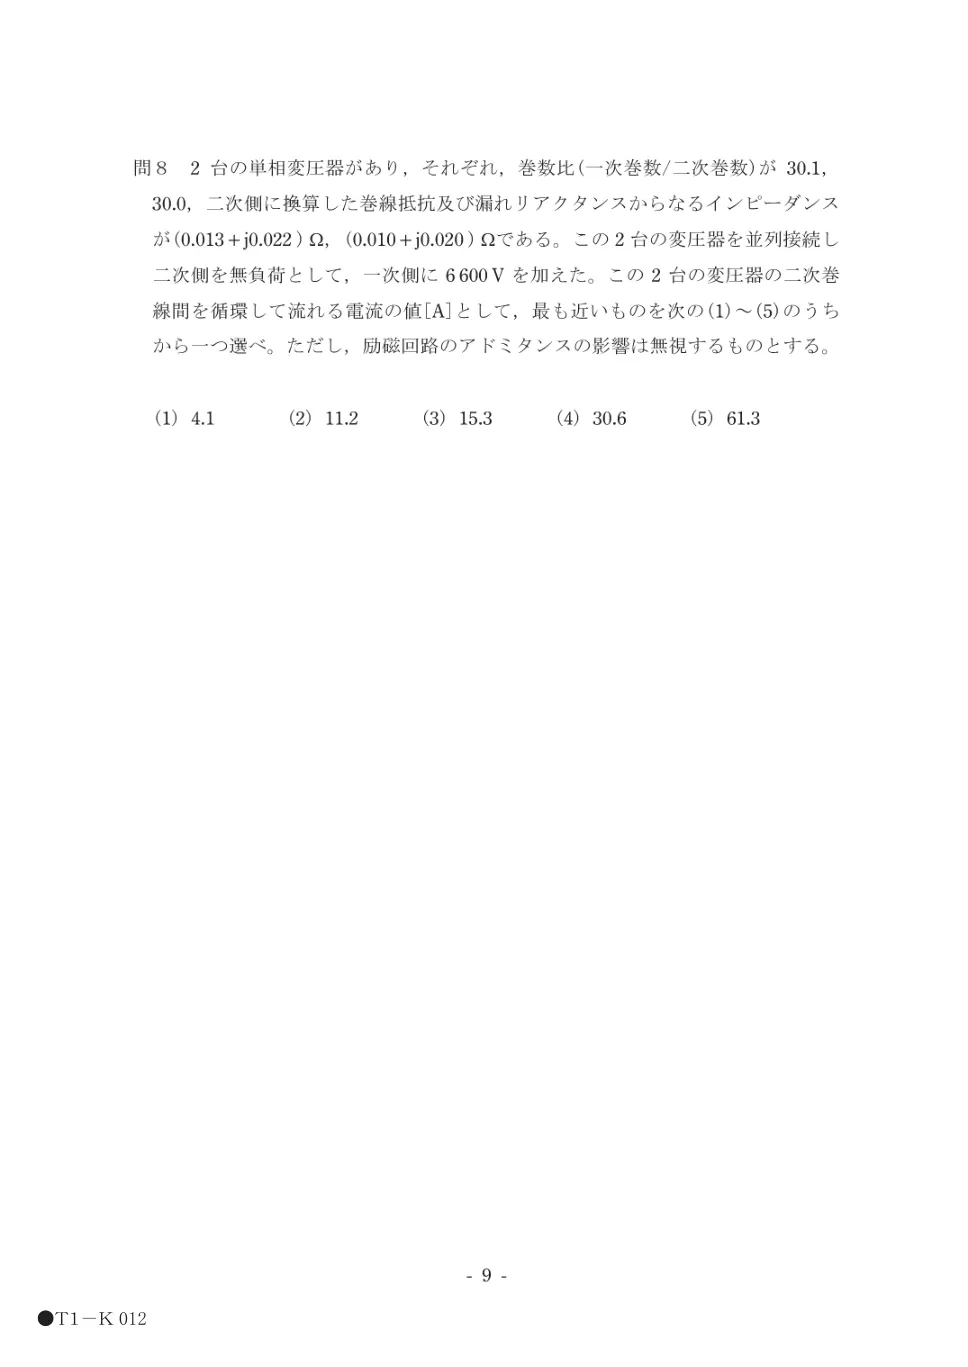 問８　2 台の単相変圧器があり，それぞれ，巻数比(一次巻数/二次巻数)が 30.1，
30.0，二次側に換算した巻線抵抗及び漏れリアクタンスからなるインピーダンス
が(0.013＋j0.022) Ω，(0.010＋j0.020) Ωである。この 2 台の変圧器を並列接続し
二次側を無負荷として，一次側に 6 600 V を加えた。この 2 台の変圧器の二次巻
線間を循環して流れる電流の値[A]として，最も近いものを次の(1)～(5)のうち
から一つ選べ。ただし，励磁回路のアドミタンスの影響は無視するものとする。
(1) 4.1　(2) 11.2　(3) 15.3　(4) 30.6　(5) 61.3
- 9 -
●T1－K 012